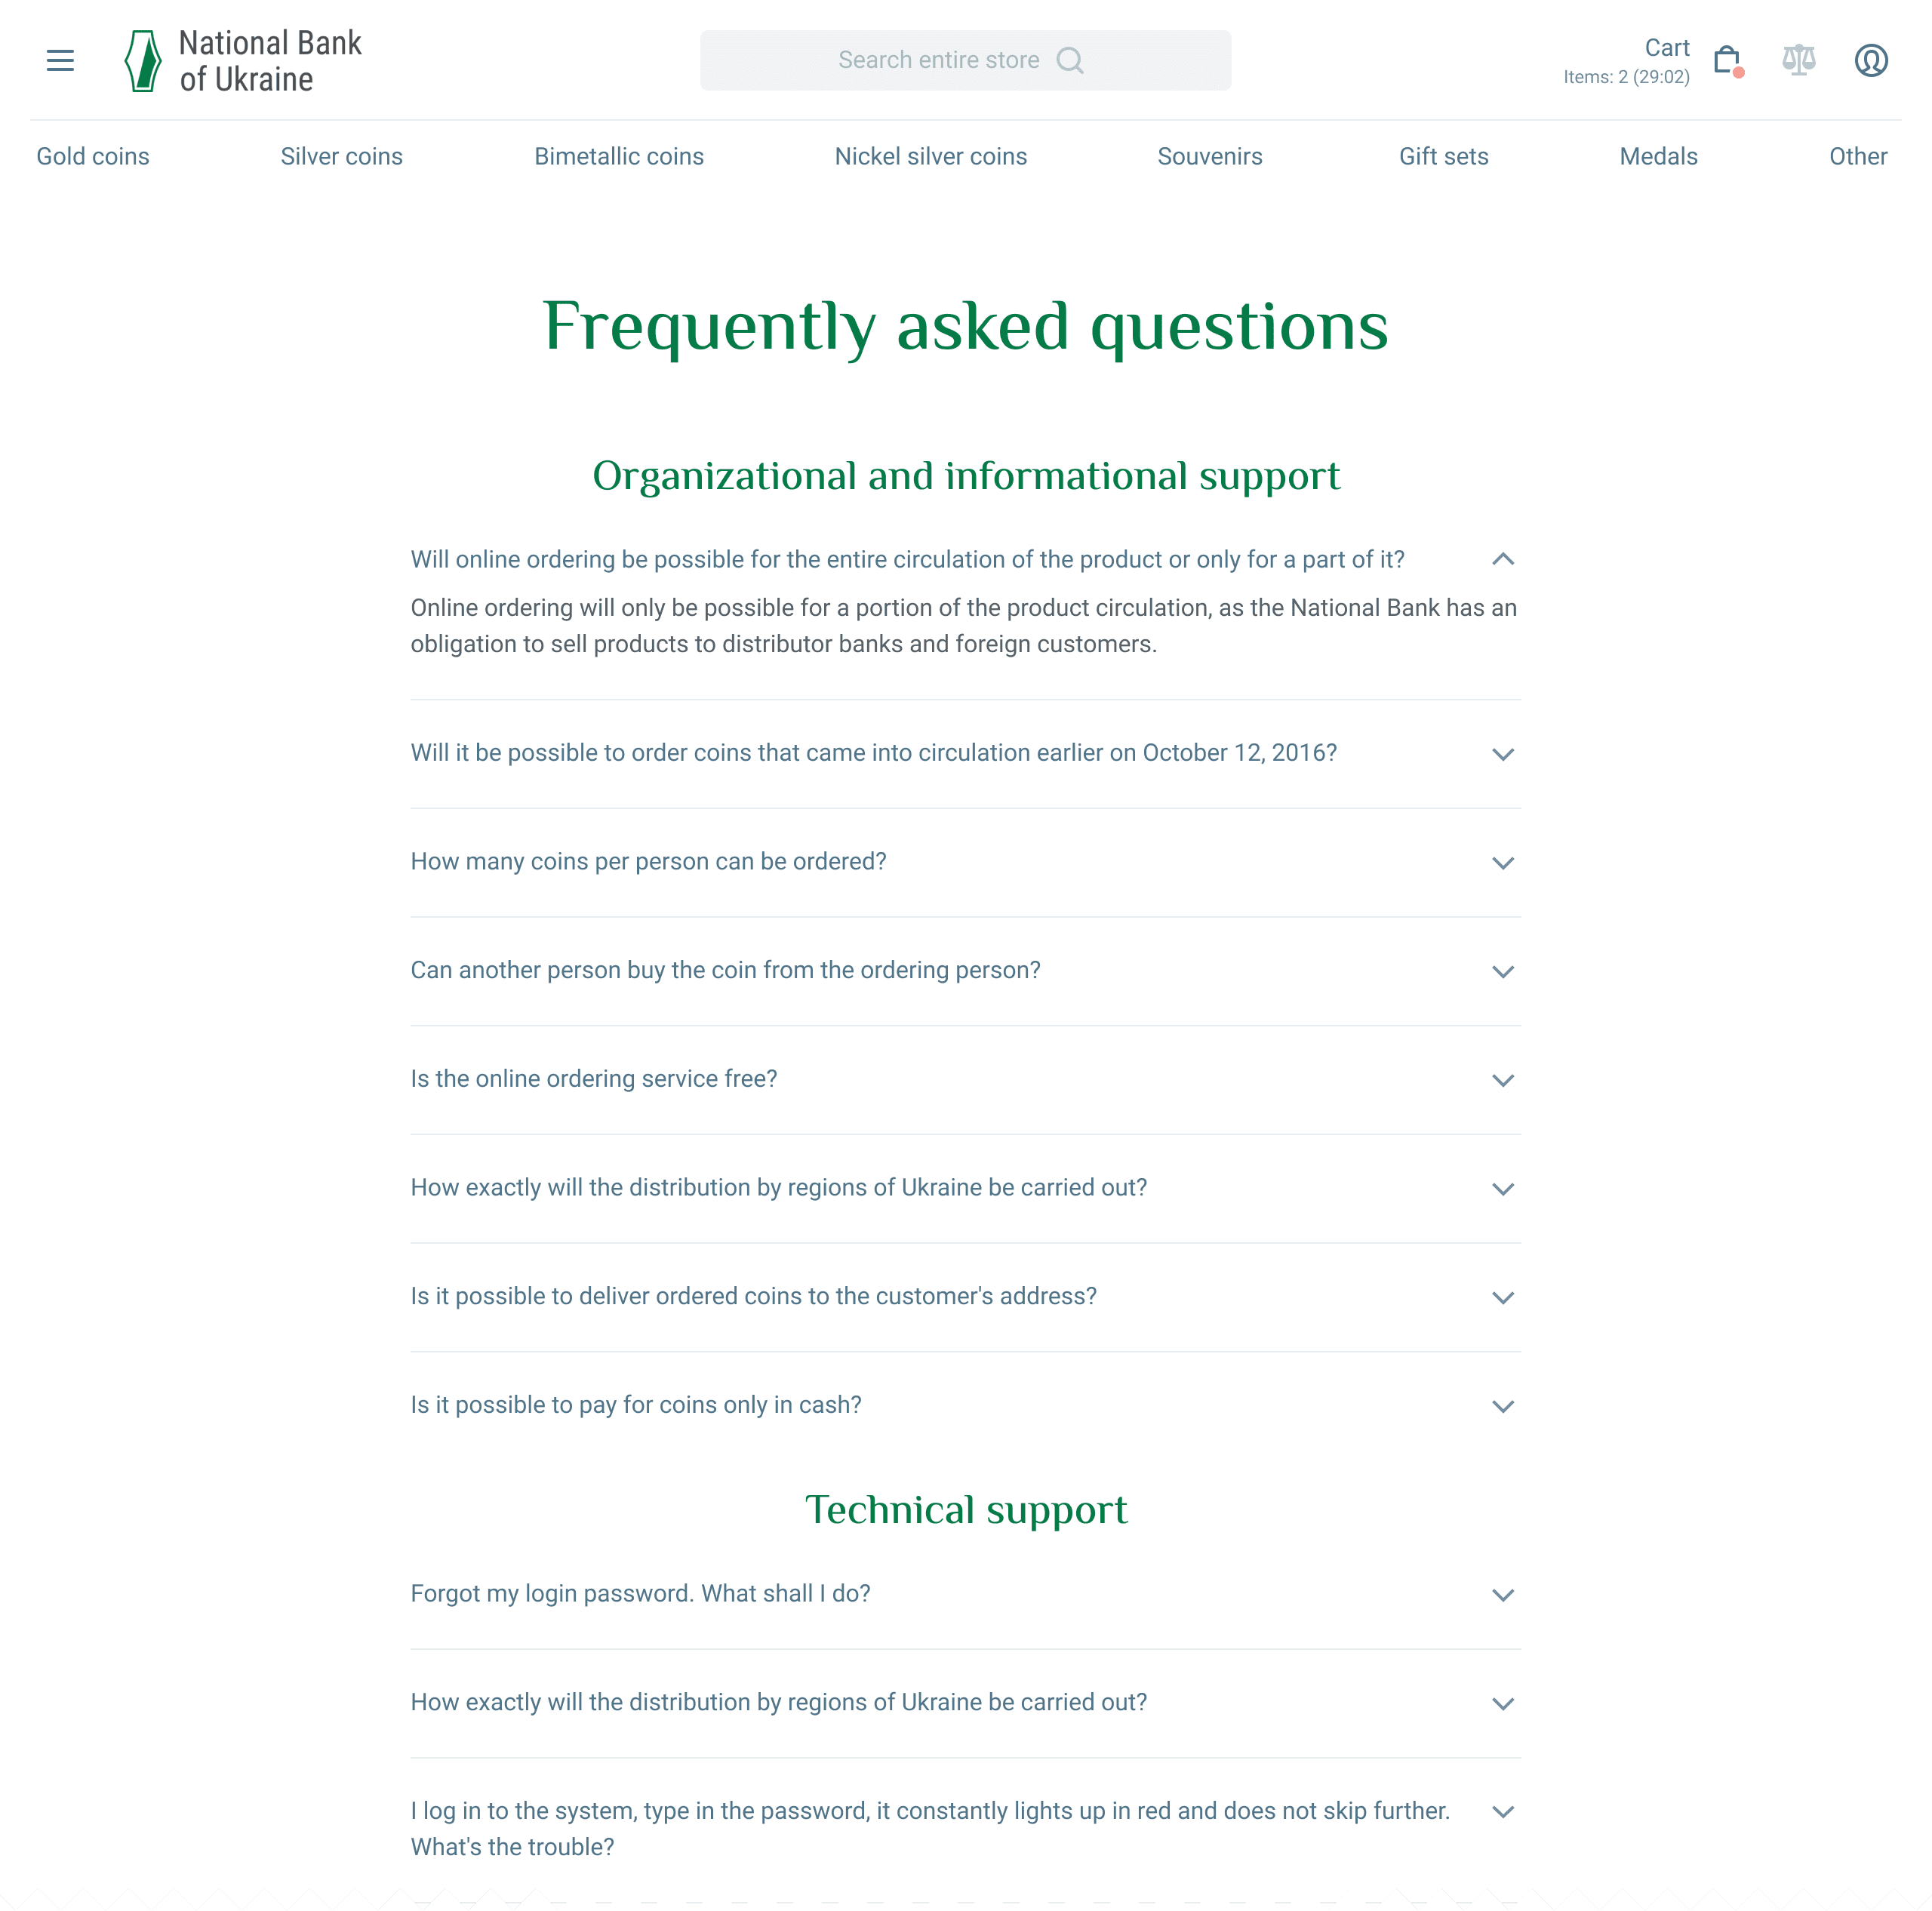 National Bank
of Ukraine
Search entire store
Cart
Items: 2 (29:02)
Gold coins
Silver coins
Bimetallic coins
Nickel silver coins
Souvenirs
Gift sets
Medals
Other
Frequently asked questions
Organizational and informational support
Will online ordering be possible for the entire circulation of the product or only for a part of it?
Online ordering will only be possible for a portion of the product circulation, as the National Bank has an
obligation to sell products to distributor banks and foreign customers.
Will it be possible to order coins that came into circulation earlier on October 12, 2016?
How many coins per person can be ordered?
Can another person buy the coin from the ordering person?
Is the online ordering service free?
How exactly will the distribution by regions of Ukraine be carried out?
Is it possible to deliver ordered coins to the customer's address?
Is it possible to pay for coins only in cash?
Technical support
Forgot my login password. What shall I do?
How exactly will the distribution by regions of Ukraine be carried out?
I log in to the system, type in the password, it constantly lights up in red and does not skip further.
What's the trouble?